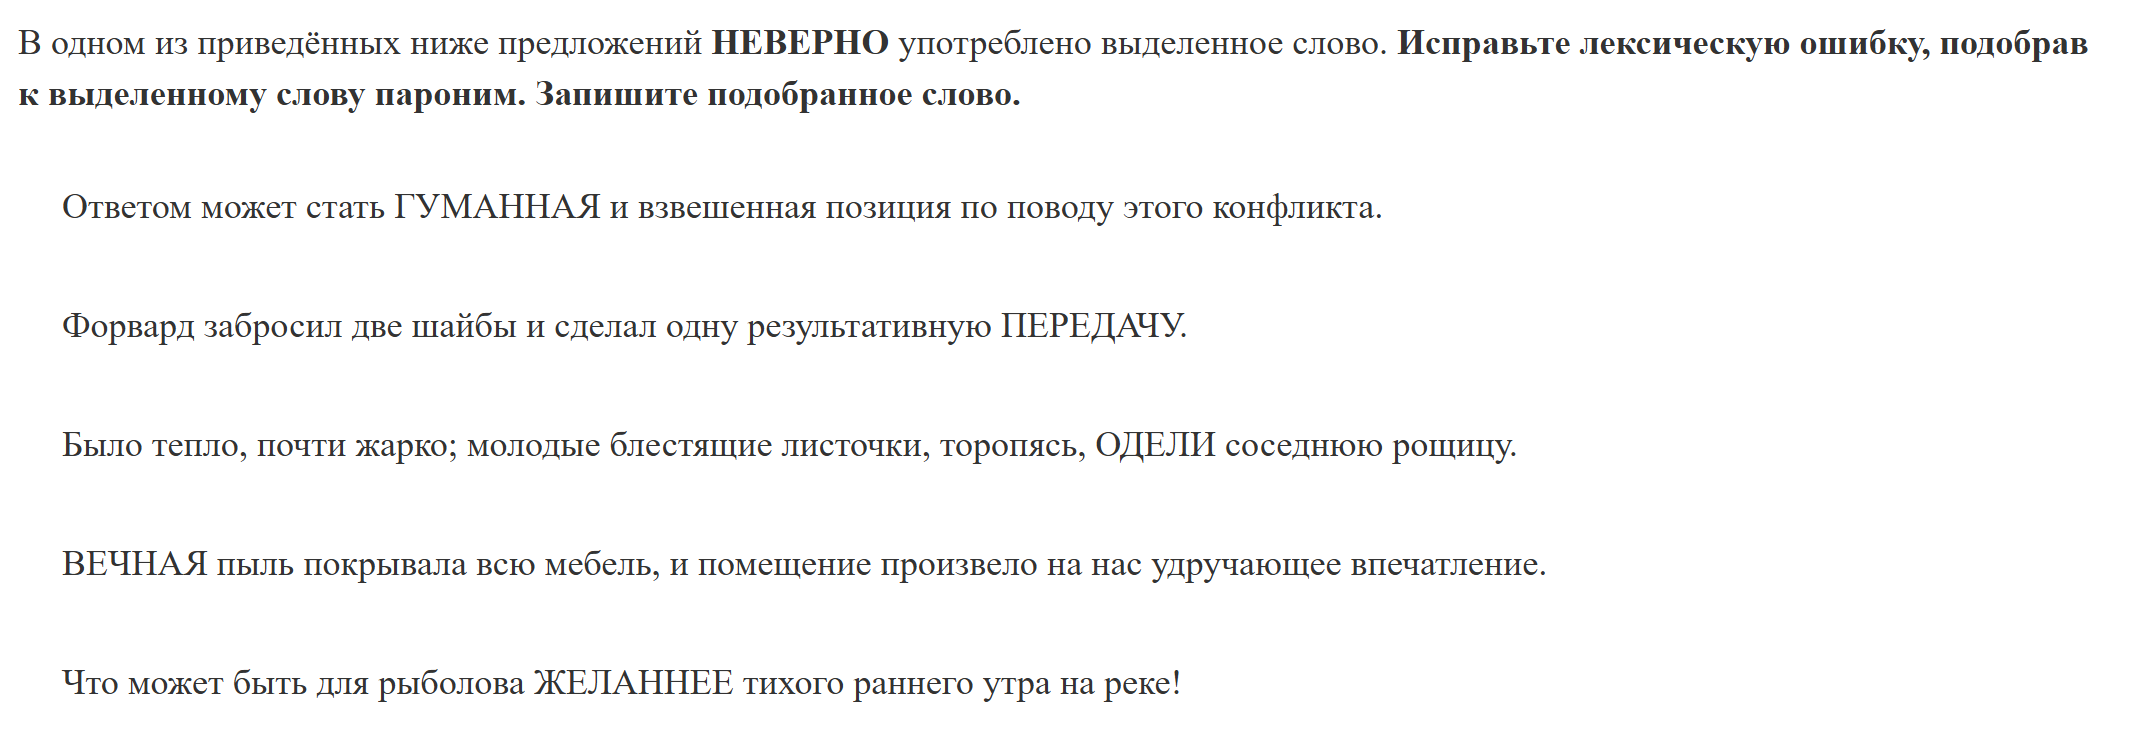 В одном из приведённых ниже предложений НЕВЕРНО употреблено выделенное слово. Исправьте лексическую ошибку, подобрав
к выделенному слову пароним. Запишите подобранное слово.
Ответом может стать ГУМАННАЯ и взвешенная позиция по поводу этого конфликта.
Форвард забросил две шайбы и сделал одну результативную ПЕРЕДАЧУ.
Было тепло, почти жарко; молодые блестящие листочки, торопясь, ОДЕЛИ соседнюю рощицу.
ВЕЧНАЯ пыль покрывала всю мебель, и помещение произвело на нас удручающее впечатление.
Что может быть для рыболова ЖЕЛАННЕЕ тихого раннего утра на реке!